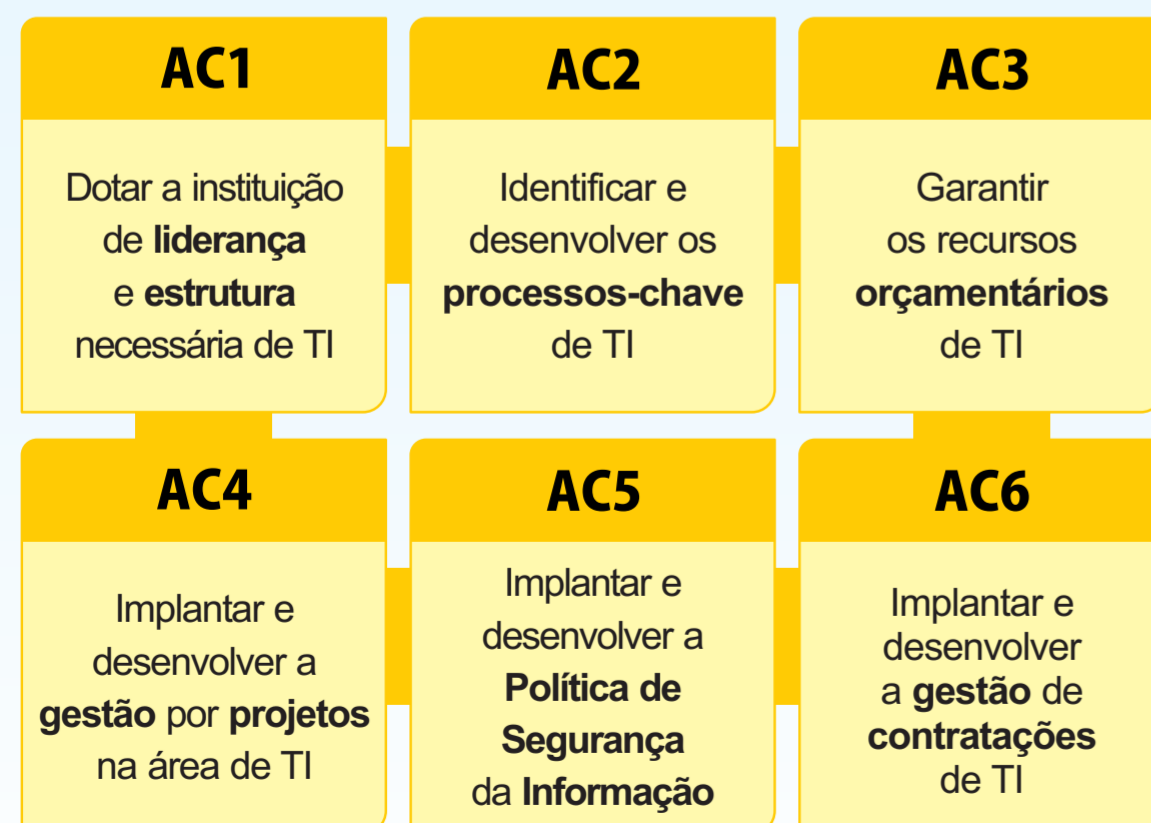 AC1
Dotar a instituição
de liderança
e estrutura
necessária de TI
AC2
Identificar e
desenvolver os
processos-chave
de TI
AC3
Garantir
os recursos
orçamentários
de TI
AC4
Implantar e
desenvolver a
gestão por projetos
na área de TI
AC5
Implantar e
desenvolver a
Política de
Segurança
da Informação
AC6
Implantar e
desenvolver
a gestão de
contratações
de TI